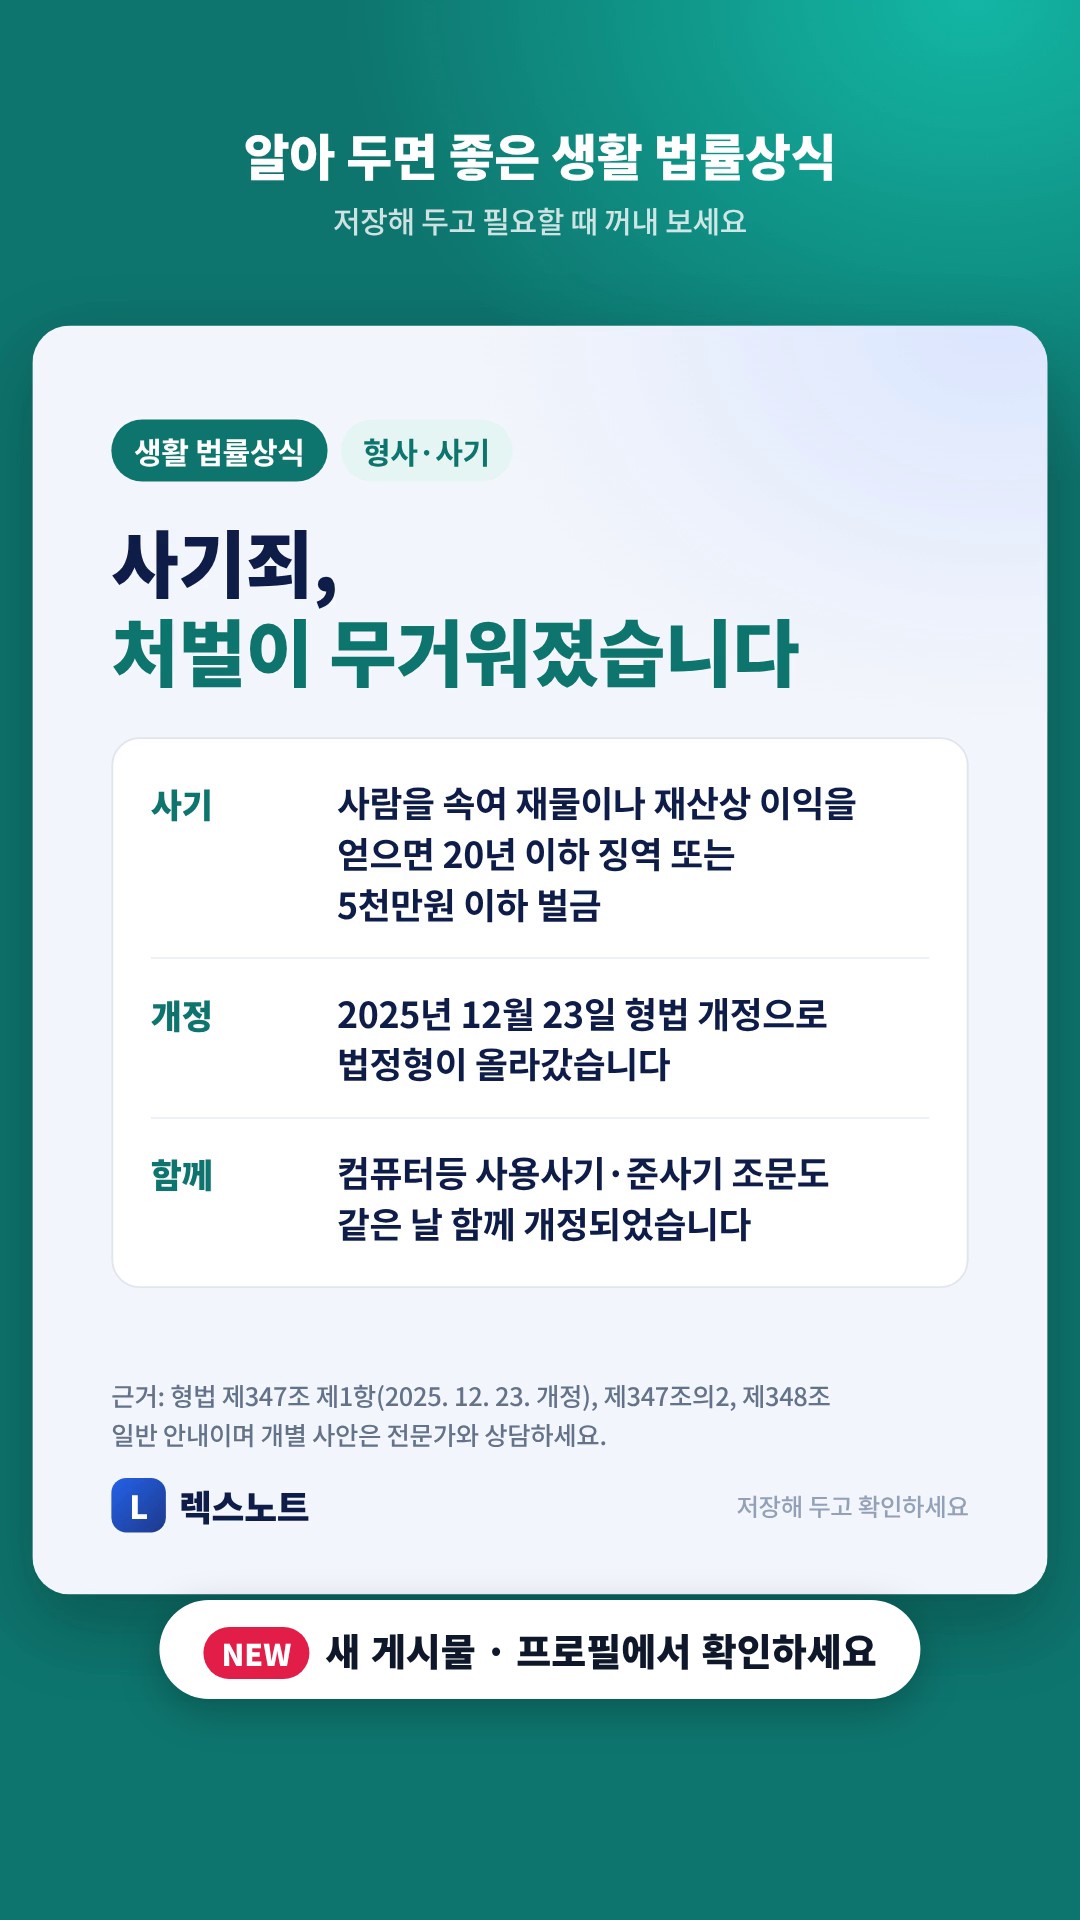 알아 두면 좋은 생활 법률상식
저장해 두고 필요할 때 꺼내 보세요
생활 법률상식
형사·사기
사기죄,
처벌이 무거워졌습니다
사기
사람을 속여 재물이나 재산상 이익을
얻으면 20년 이하 징역 또는
5천만원 이하 벌금
개정
2025년 12월 23일 형법 개정으로
법정형이 올라갔습니다
함께
컴퓨터등 사용사기·준사기 조문도
같은 날 함께 개정되었습니다
근거: 형법 제347조 제1항(2025. 12. 23. 개정), 제347조의2, 제348조
일반 안내이며 개별 사안은 전문가와 상담하세요.
L 렉스노트
저장해 두고 확인하세요
NEW 새 게시물 · 프로필에서 확인하세요